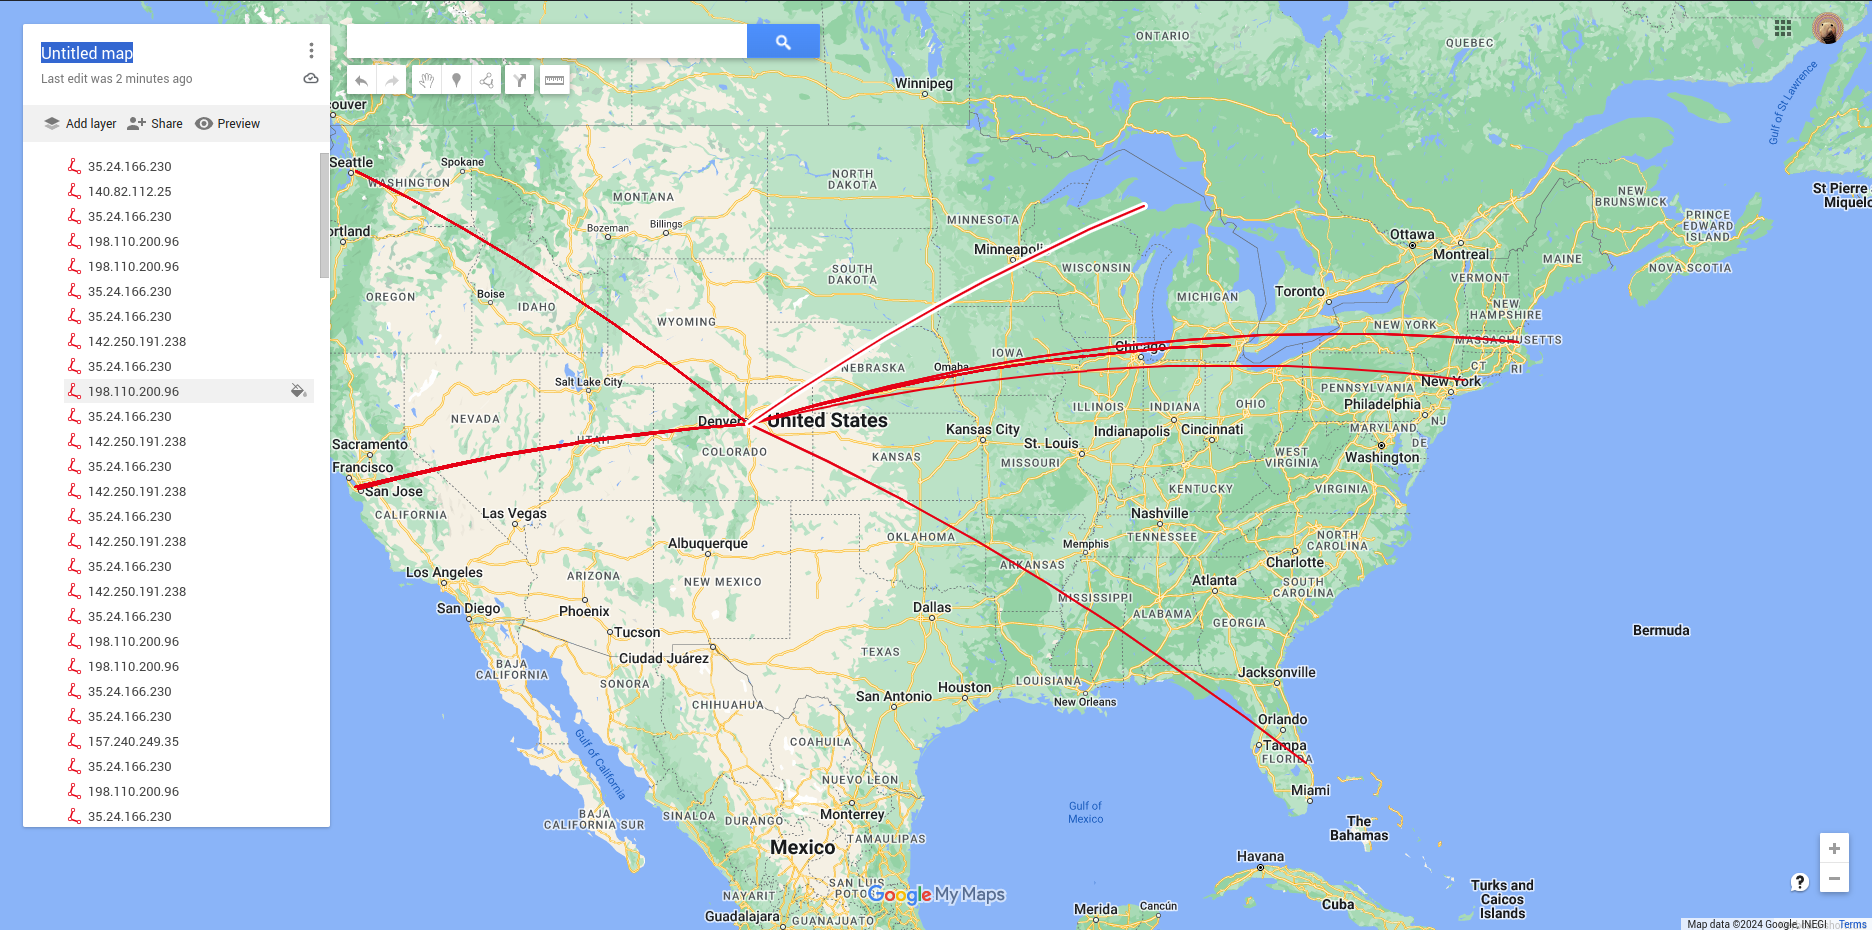 Untitled map
Last edit was 2 minutes ago
Add layer
Share
Preview
35.24.166.230
140.82.112.25
35.24.166.230
198.110.200.96
198.110.200.96
35.24.166.230
35.24.166.230
142.250.191.238
35.24.166.230
198.110.200.96
35.24.166.230
142.250.191.238
35.24.166.230
142.250.191.238
35.24.166.230
142.250.191.238
35.24.166.230
142.250.191.238
35.24.166.230
198.110.200.96
198.110.200.96
35.24.166.230
35.24.166.230
157.240.249.35
35.24.166.230
198.110.200.96
35.24.166.230
ONTARIO
QUEBEC
Winnipeg
couver
Gulf of St Lawrence
Seattle
Spokane
WASHINGTON
NORTH
DAKOTA
MONTANA
St Pierre
Miquelo
NEW
BRUNSWICK
PRINCE
EDWARD
ISLAND
MINNESOTA
Billings
Bozeman
ortland
Ottawa
Montreal
Minneapoli
MAINE
NOVA SCOTIA
WISCONSIN
SOUTH
DAKOTA
VERMONT
Toronto
MICHIGAN
OREGON
Boise
IDAHO
NEW
HAMPSHIRE
WYOMING
NEW YORK
MASSACHUSETTS
Chicago
IOWA
Omaha
NEBRASKA
CT
RI
New York
Salt Lake City
PENNSYLVANIA
Philadelphia
ILLINOIS
INDIANA
OHIO
NEVADA
Denver
United States
NJ
MARYLAND
Kansas City
St. Louis
Indianapolis
Cincinnati
Sacramento
UTAH
COLORADO
KANSAS
MISSOURI
WEST
VIRGINIA
Washington
DE
Francisco
San Jose
KENTUCKY
VIRGINIA
CALIFORNIA
Las Vegas
Nashville
TENNESSEE
OKLAHOMA
Albuquerque
Memphis
NORTH
CAROLINA
Charlotte
ARKANSAS
Los Angeles
ARIZONA
NEW MEXICO
Atlanta
SOUTH
CAROLINA
San Diego
Phoenix
Dallas
MISSISSIPPI
ALABAMA
GEORGIA
Tucson
Bermuda
Ciudad Juárez
TEXAS
BAJA
CALIFORNIA
SONORA
LOUISIANA
Jacksonville
San Antonio
Houston
New Orleans
CHIHUAHUA
Orlando
COAHUILA
Tampa
FLORIDA
Gulf of California
NUEVO LEON
Miami
Gulf of
Mexico
BAJA
CALIFORNIA SUR
SINALOA
DURANGO
Monterrey
The
Bahamas
TAMAULIPAS
Mexico
Havana
SAN LUIS
POTO
NAYARIT
Google My Maps
Turks and
Caicos
Islands
Cuba
Merida
Cancún
Guadalajara
GUANAJUATO
Map data ©2024 Google, INEGI
Terms